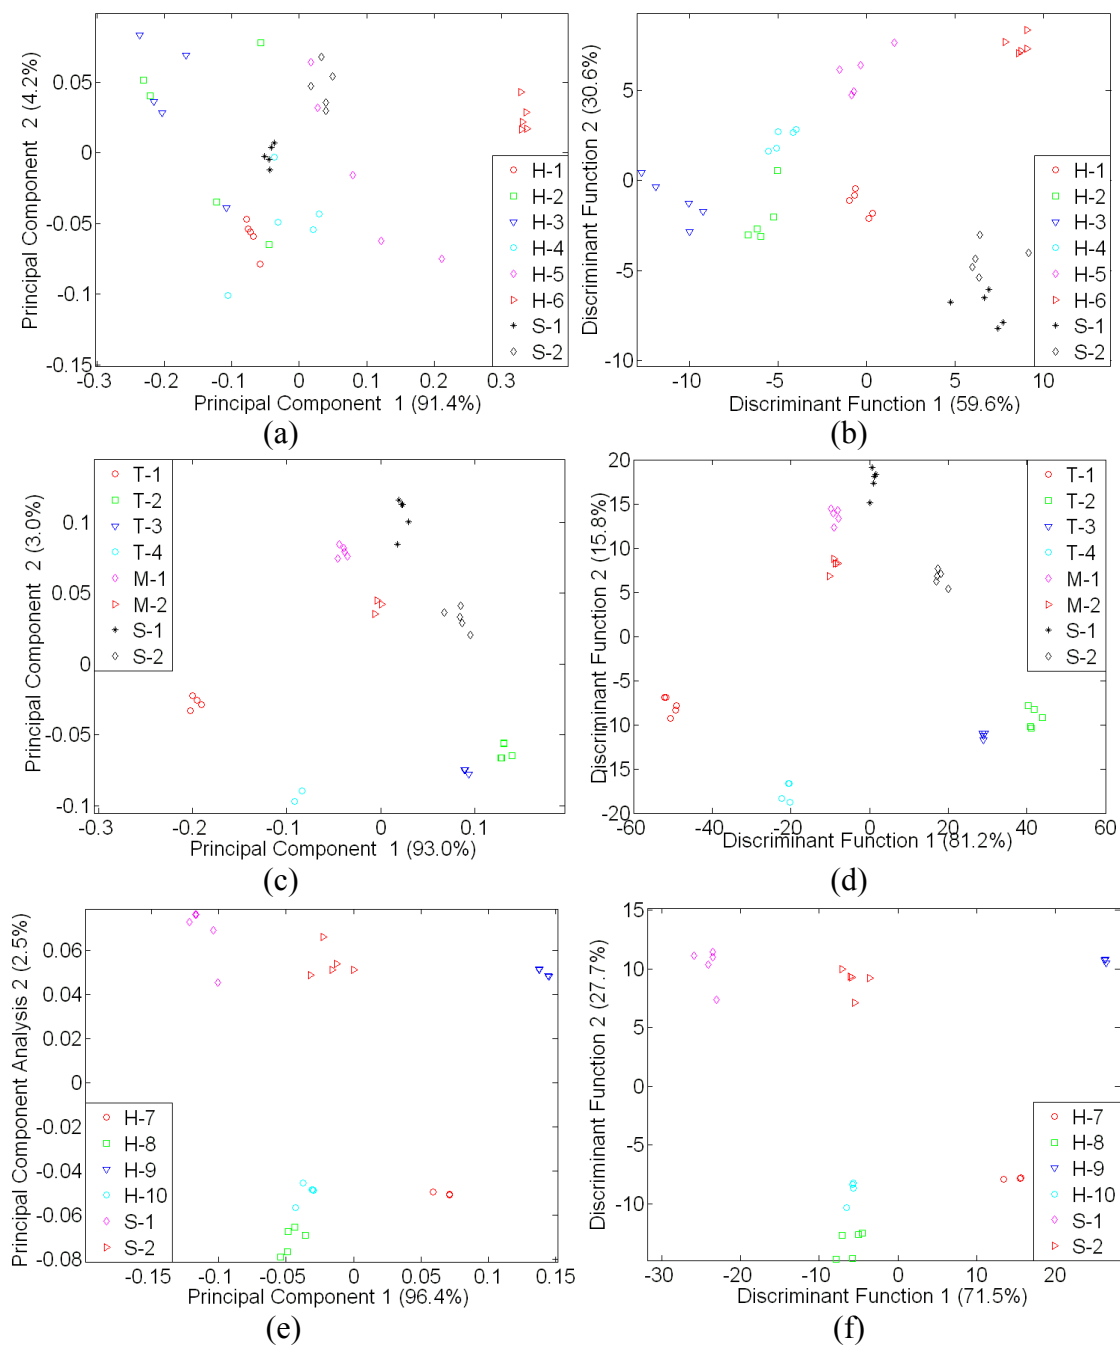 Principal Component 2 (4.2%)
0.05
0
-0.05
-0.1
-0.15
-0.3
-0.2
-0.1
0
0.1
0.2
0.3
Principal Component 1 (91.4%)
H-1
H-2
H-3
H-4
H-5
H-6
S-1
S-2
(a)
Discriminant Function 2 (30.6%)
5
0
-5
-10
-10
-5
0
5
10
Discriminant Function 1 (59.6%)
H-1
H-2
H-3
H-4
H-5
H-6
S-1
S-2
(b)
Principal Component 2 (3.0%)
0.1
0.05
0
-0.05
-0.1
-0.3
-0.2
-0.1
0
0.1
Principal Component 1 (93.0%)
T-1
T-2
T-3
T-4
M-1
M-2
S-1
S-2
(c)
Discriminant Function 2 (15.8%)
20
15
10
5
0
-5
-10
-15
-20
-60
-40
-20
0
20
40
60
Discriminant Function 1 (81.2%)
T-1
T-2
T-3
T-4
M-1
M-2
S-1
S-2
(d)
Principal Component Analysis 2 (2.5%)
0.06
0.04
0.02
0
-0.02
-0.04
-0.06
-0.08
-0.15
-0.1
-0.05
0
0.05
0.1
0.15
Principal Component 1 (96.4%)
H-7
H-8
H-9
H-10
S-1
S-2
(e)
Discriminant Function 2 (27.7%)
15
10
5
0
-5
-10
-30
-20
-10
0
10
20
Discriminant Function 1 (71.5%)
H-7
H-8
H-9
H-10
S-1
S-2
(f)